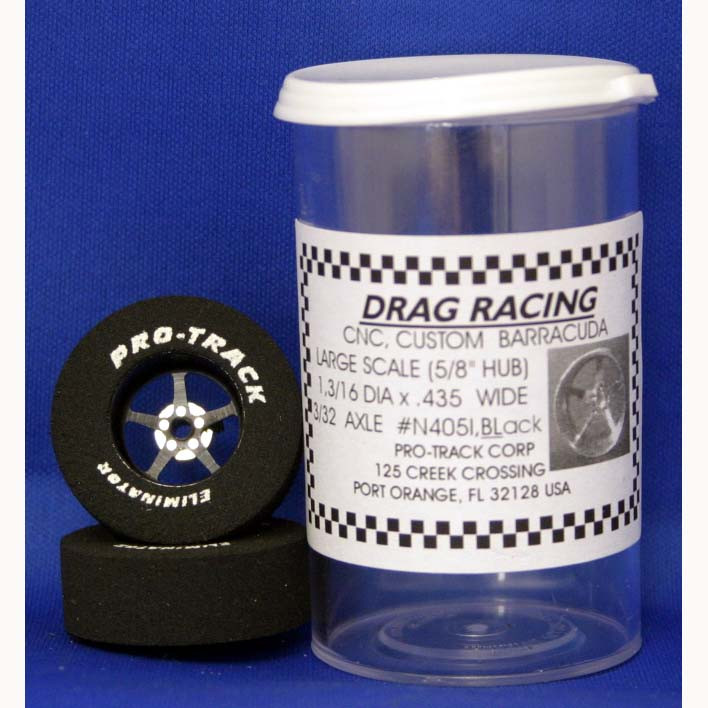 DRAG RACING
CNC, CUSTOM BARRACUDA
LARGE SCALE (5/8" HUB)
1,3/16 DIA x .435 WIDE
3/32 AXLE #N405I,BLack
PRO-TRACK CORP
125 CREEK CROSSING
PORT ORANGE, FL 32128 USA
PRO-TRACK
ELIMINATOR
ELIMINATOR